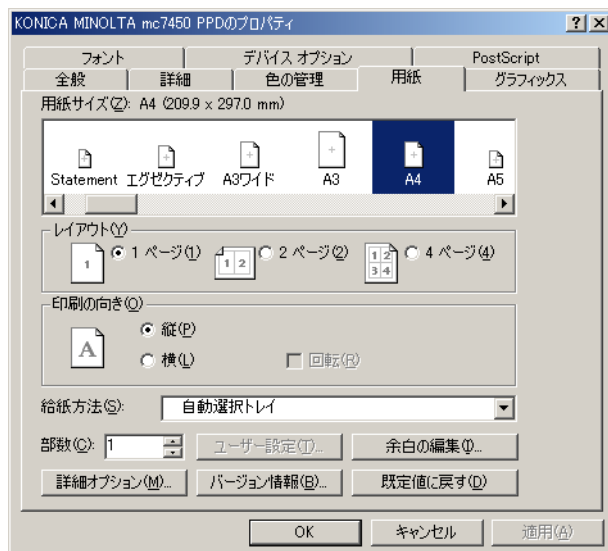 KONICA MINOLTA mc7450 PPDのプロパティ
フォント デバイス オプション PostScript
全般 詳細 色の管理 用紙 グラフィックス
用紙サイズ(Z): A4 (209.9 x 297.0 mm)
Statement エグゼクティブ A3ワイド A3 A4 A5
レイアウト(Y)
1 1 ページ(1) 1 2 2 ページ(2) 1 2 3 4 4 ページ(4)
印刷の向き(O)
A 縦(P)
横(L) 回転(R)
給紙方法(S): 自動選択トレイ
部数(C): 1 ユーザー設定(T)... 余白の編集(I)...
詳細オプション(M)... バージョン情報(B)... 既定値に戻す(D)
OK キャンセル 適用(A)